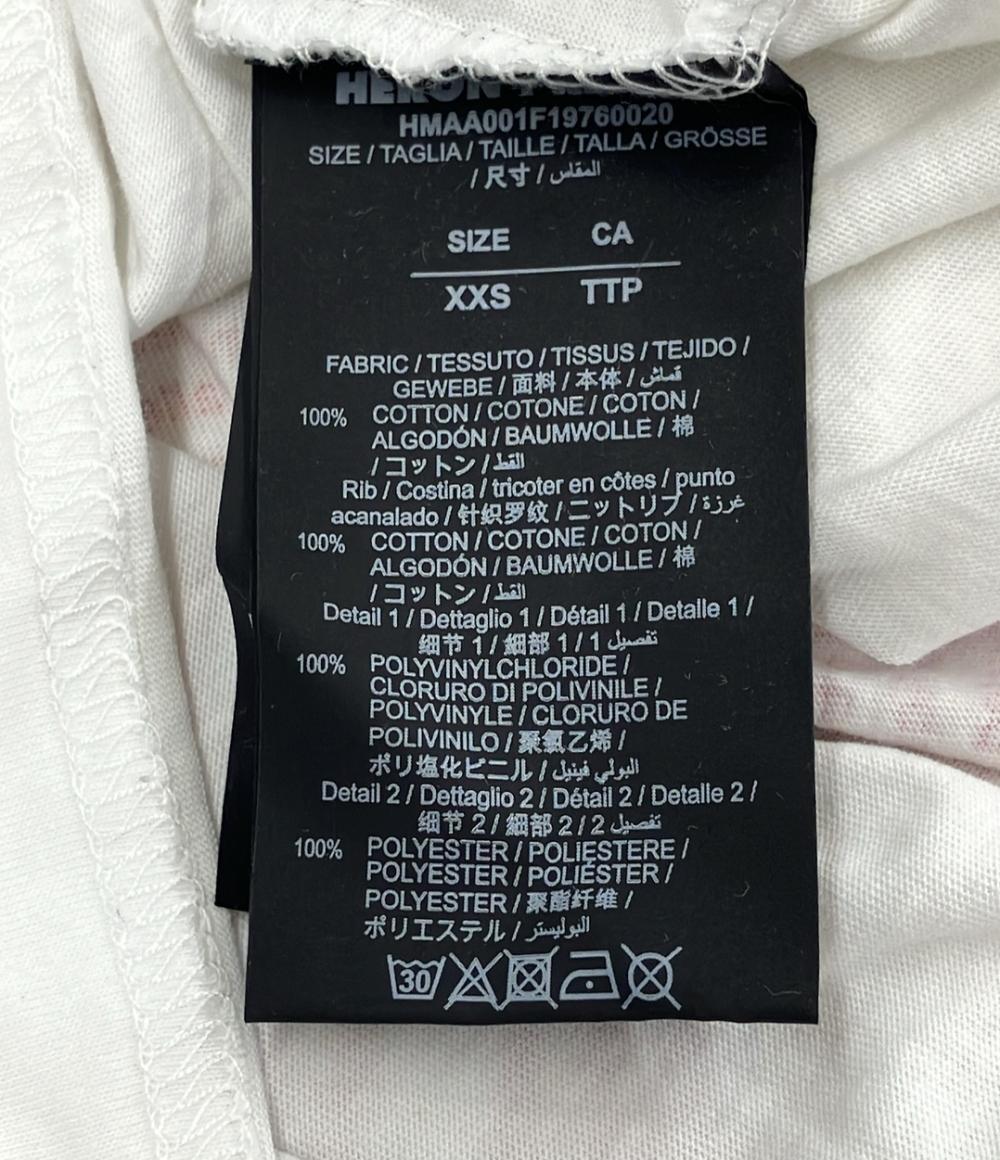 HERON
HMAA001F19760020
SIZE / TAGLIA / TAILLE / TALLA / GRÖSSE
/ 尺寸 / المقاس
SIZE CA
XXS TTP
FABRIC / TESSUTO / TISSUS / TEJIDO /
GEWEBE / 面料 / 本体 / قماش
100% COTTON / COTONE / COTON /
ALGODÓN / BAUMWOLLE / 棉
/ コットン / القط
Rib / Costina / tricoter en côtes / punto
acanalado / 针织罗纹 / ニットリブ / غرزة
100% COTTON / COTONE / COTON /
ALGODÓN / BAUMWOLLE / 棉
/ コットン / القط
Detail 1 / Dettaglio 1 / Détail 1 / Detalle 1 /
细节 1 / 細部 1 / 1 تفصيل
100% POLYVINYLCHLORIDE /
CLORURO DI POLIVINILE /
POLYVINYLE / CLORURO DE
POLIVINILO / 聚氯乙烯 /
ポリ塩化ビニル / البولي فينيل
Detail 2 / Dettaglio 2 / Détail 2 / Detalle 2 /
细节 2 / 細部 2 / 2 تفصيل
100% POLYESTER / POLIESTERE /
POLYESTER / POLIÉSTER /
POLYESTER / 聚酯纤维 /
ポリエステル / البوليستر
30